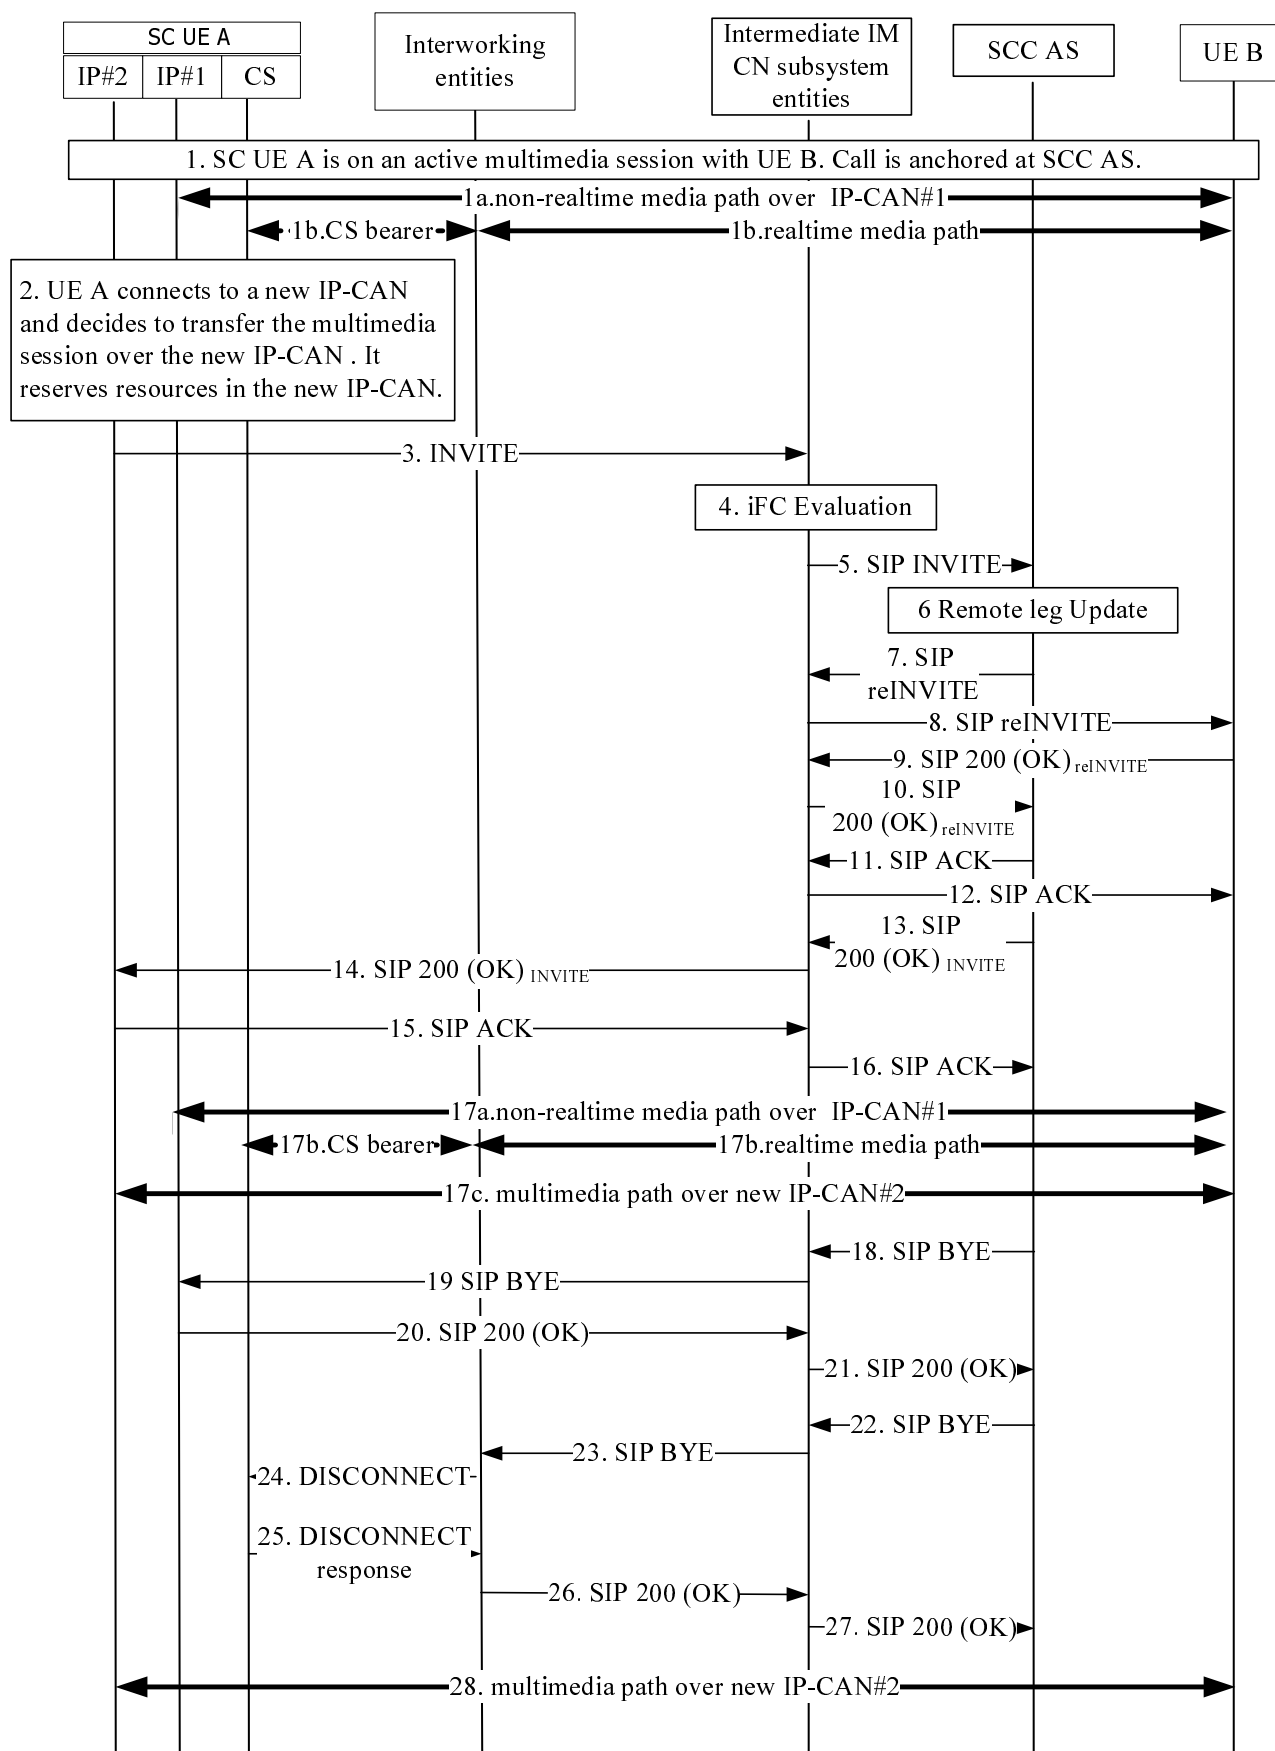 SC UE A
IP#2 IP#1 CS
Interworking
entities
Intermediate IM
CN subsystem
entities
SCC AS
UE B
1. SC UE A is on an active multimedia session with UE B. Call is anchored at SCC AS.
1a.non-realtime media path over IP-CAN#1
1b.CS bearer
1b.realtime media path
2. UE A connects to a new IP-CAN
and decides to transfer the multimedia
session over the new IP-CAN . It
reserves resources in the new IP-CAN.
3. INVITE
4. iFC Evaluation
5. SIP INVITE
6 Remote leg Update
7. SIP
reINVITE
8. SIP reINVITE
9. SIP 200 (OK) reINVITE
10. SIP
200 (OK) reINVITE
11. SIP ACK
12. SIP ACK
13. SIP
200 (OK) INVITE
14. SIP 200 (OK) INVITE
15. SIP ACK
16. SIP ACK
17a.non-realtime media path over IP-CAN#1
17b.CS bearer
17b.realtime media path
17c. multimedia path over new IP-CAN#2
18. SIP BYE
19 SIP BYE
20. SIP 200 (OK)
21. SIP 200 (OK)
22. SIP BYE
23. SIP BYE
24. DISCONNECT
25. DISCONNECT
response
26. SIP 200 (OK)
27. SIP 200 (OK)
28. multimedia path over new IP-CAN#2